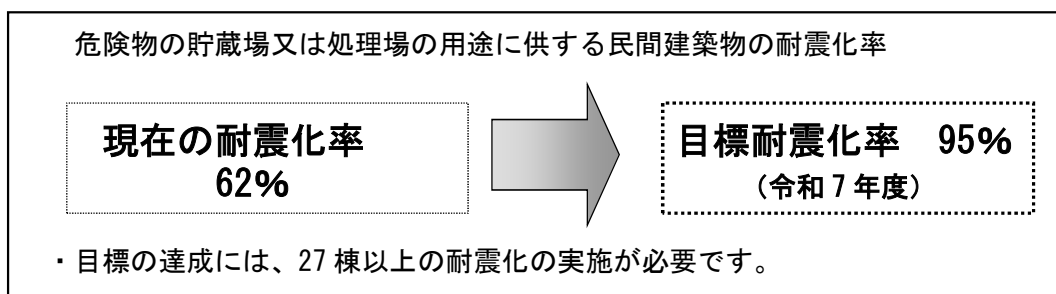 危険物の貯蔵場又は処理場の用途に供する民間建築物の耐震化率
現在の耐震化率
62%
目標耐震化率　95%
（令和７年度）
・目標の達成には、27 棟以上の耐震化の実施が必要です。